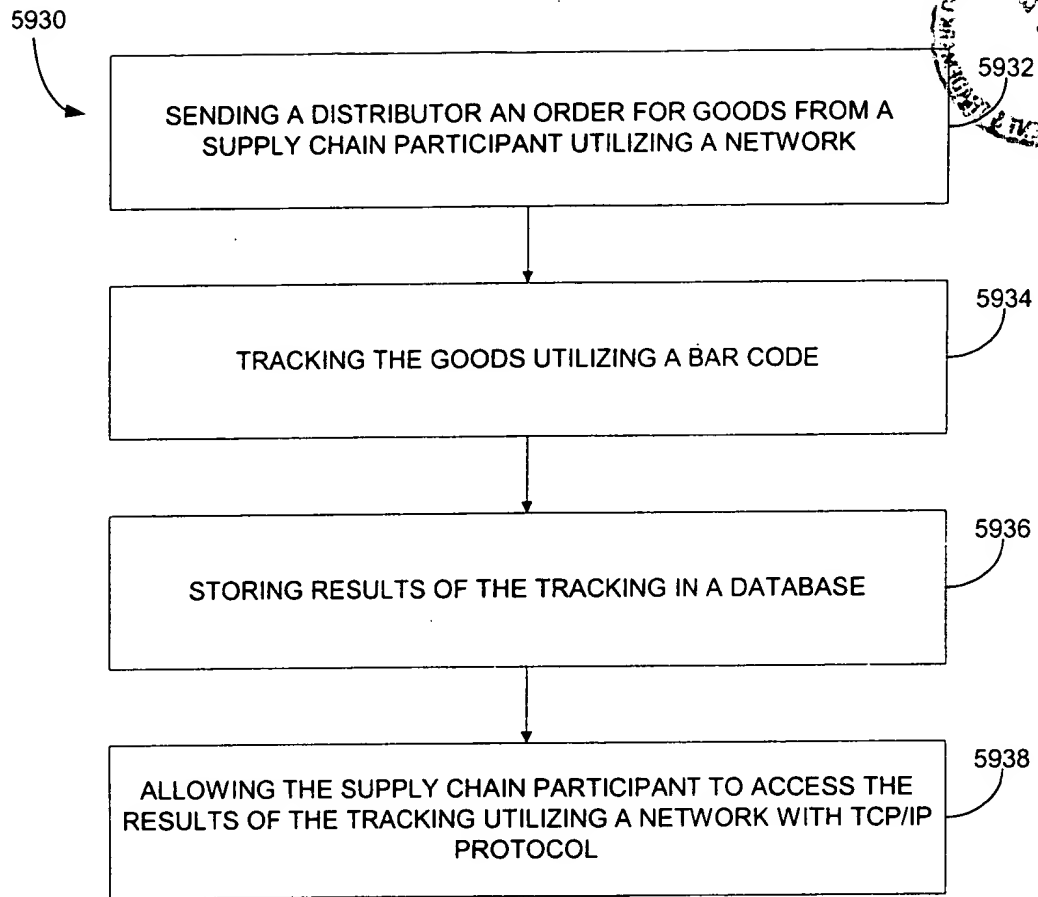 5930
5932
SENDING A DISTRIBUTOR AN ORDER FOR GOODS FROM A
SUPPLY CHAIN PARTICIPANT UTILIZING A NETWORK
5934
TRACKING THE GOODS UTILIZING A BAR CODE
5936
STORING RESULTS OF THE TRACKING IN A DATABASE
5938
ALLOWING THE SUPPLY CHAIN PARTICIPANT TO ACCESS THE
RESULTS OF THE TRACKING UTILIZING A NETWORK WITH TCP/IP
PROTOCOL